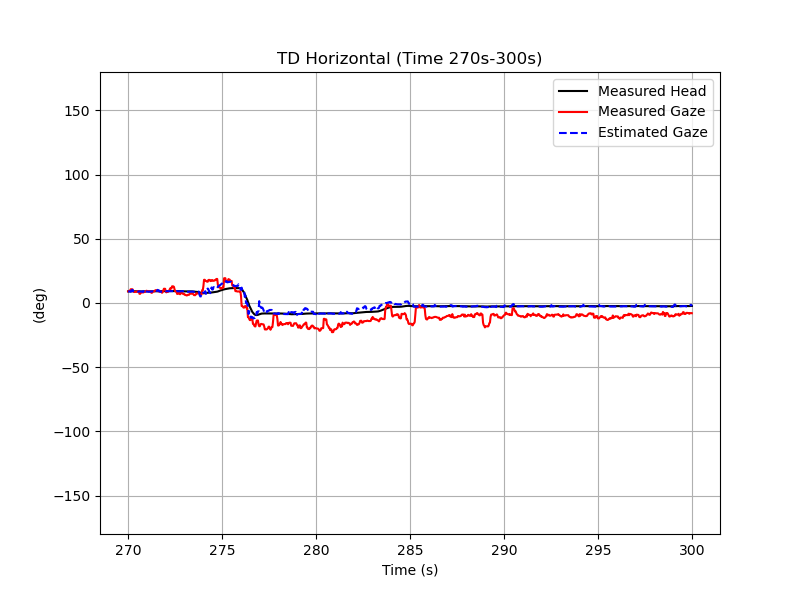 TD Horizontal (Time 270s-300s)
Measured Head
Measured Gaze
Estimated Gaze
150
100
50
0
−50
−100
−150
(deg)
270
275
280
285
290
295
300
Time (s)